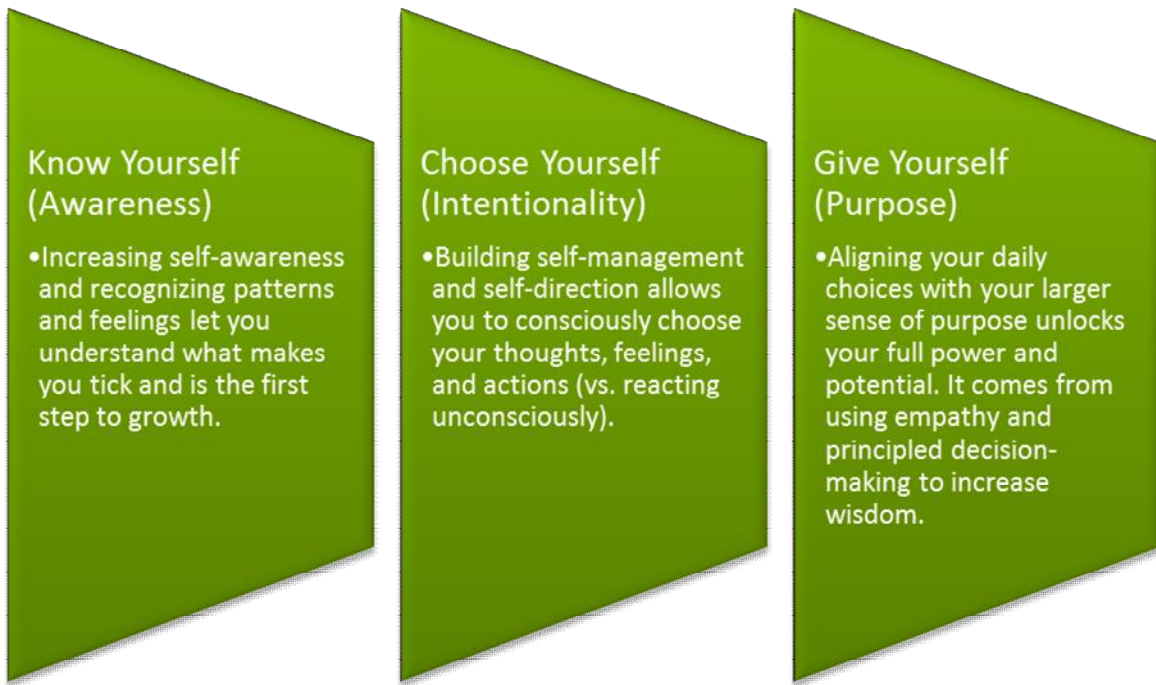 Know Yourself
(Awareness)
•Increasing self-awareness
and recognizing patterns
and feelings let you
understand what makes
you tick and is the first
step to growth.
Choose Yourself
(Intentionality)
•Building self-management
and self-direction allows
you to consciously choose
your thoughts, feelings,
and actions (vs. reacting
unconsciously).
Give Yourself
(Purpose)
•Aligning your daily
choices with your larger
sense of purpose unlocks
your full power and
potential. It comes from
using empathy and
principled decision-
making to increase
wisdom.